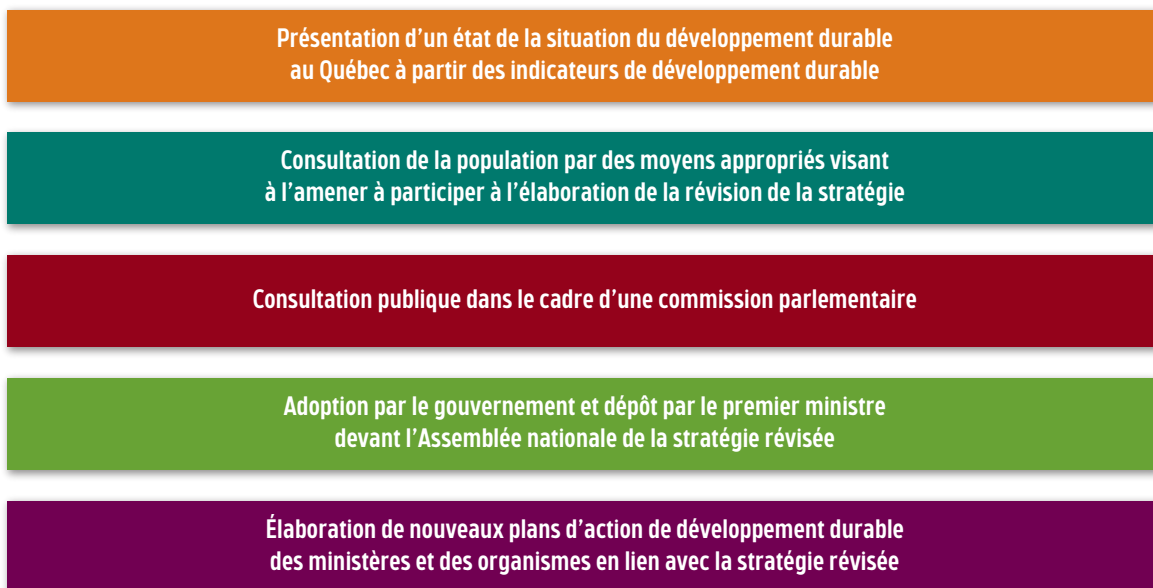 Présentation d’un état de la situation du développement durable
au Québec à partir des indicateurs de développement durable
Consultation de la population par des moyens appropriés visant
à l’amener à participer à l’élaboration de la révision de la stratégie
Consultation publique dans le cadre d’une commission parlementaire
Adoption par le gouvernement et dépôt par le premier ministre
devant l’Assemblée nationale de la stratégie révisée
Élaboration de nouveaux plans d’action de développement durable
des ministères et des organismes en lien avec la stratégie révisée